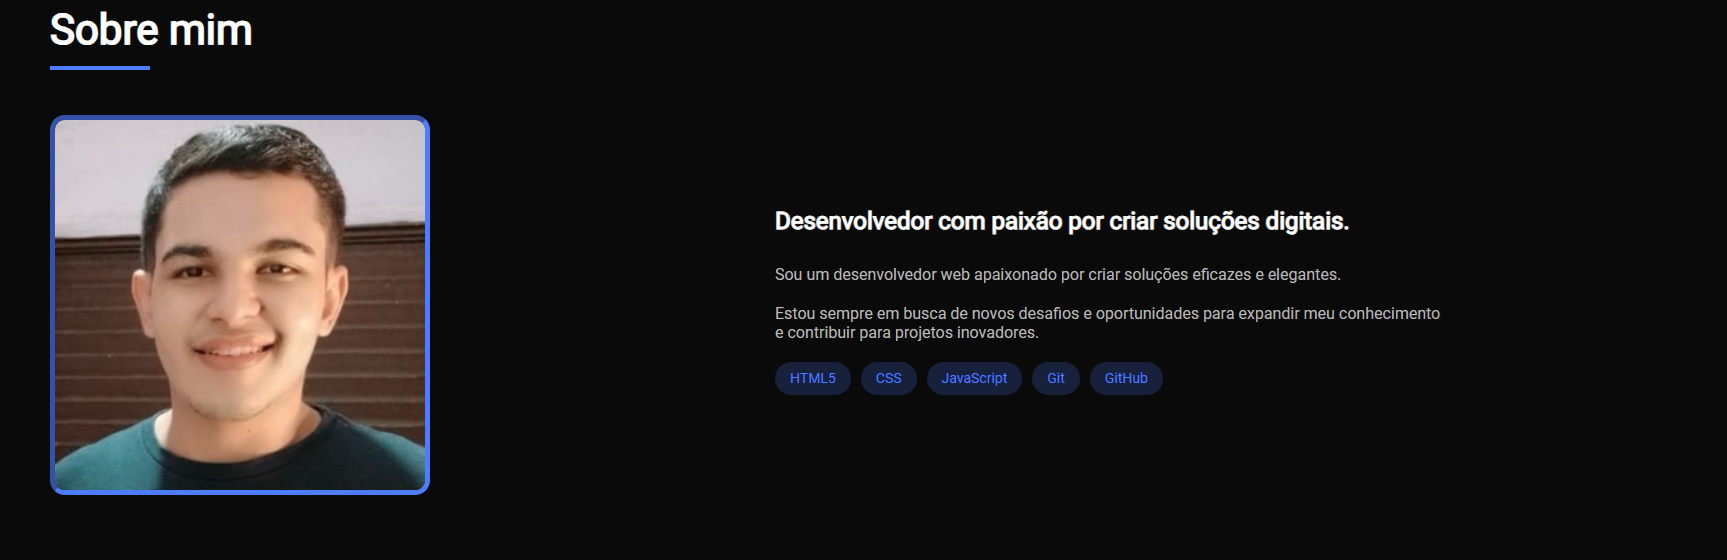 Sobre mim
Desenvolvedor com paixão por criar soluções digitais.
Sou um desenvolvedor web apaixonado por criar soluções eficazes e elegantes.
Estou sempre em busca de novos desafios e oportunidades para expandir meu conhecimento
e contribuir para projetos inovadores.
HTML5 CSS JavaScript Git GitHub